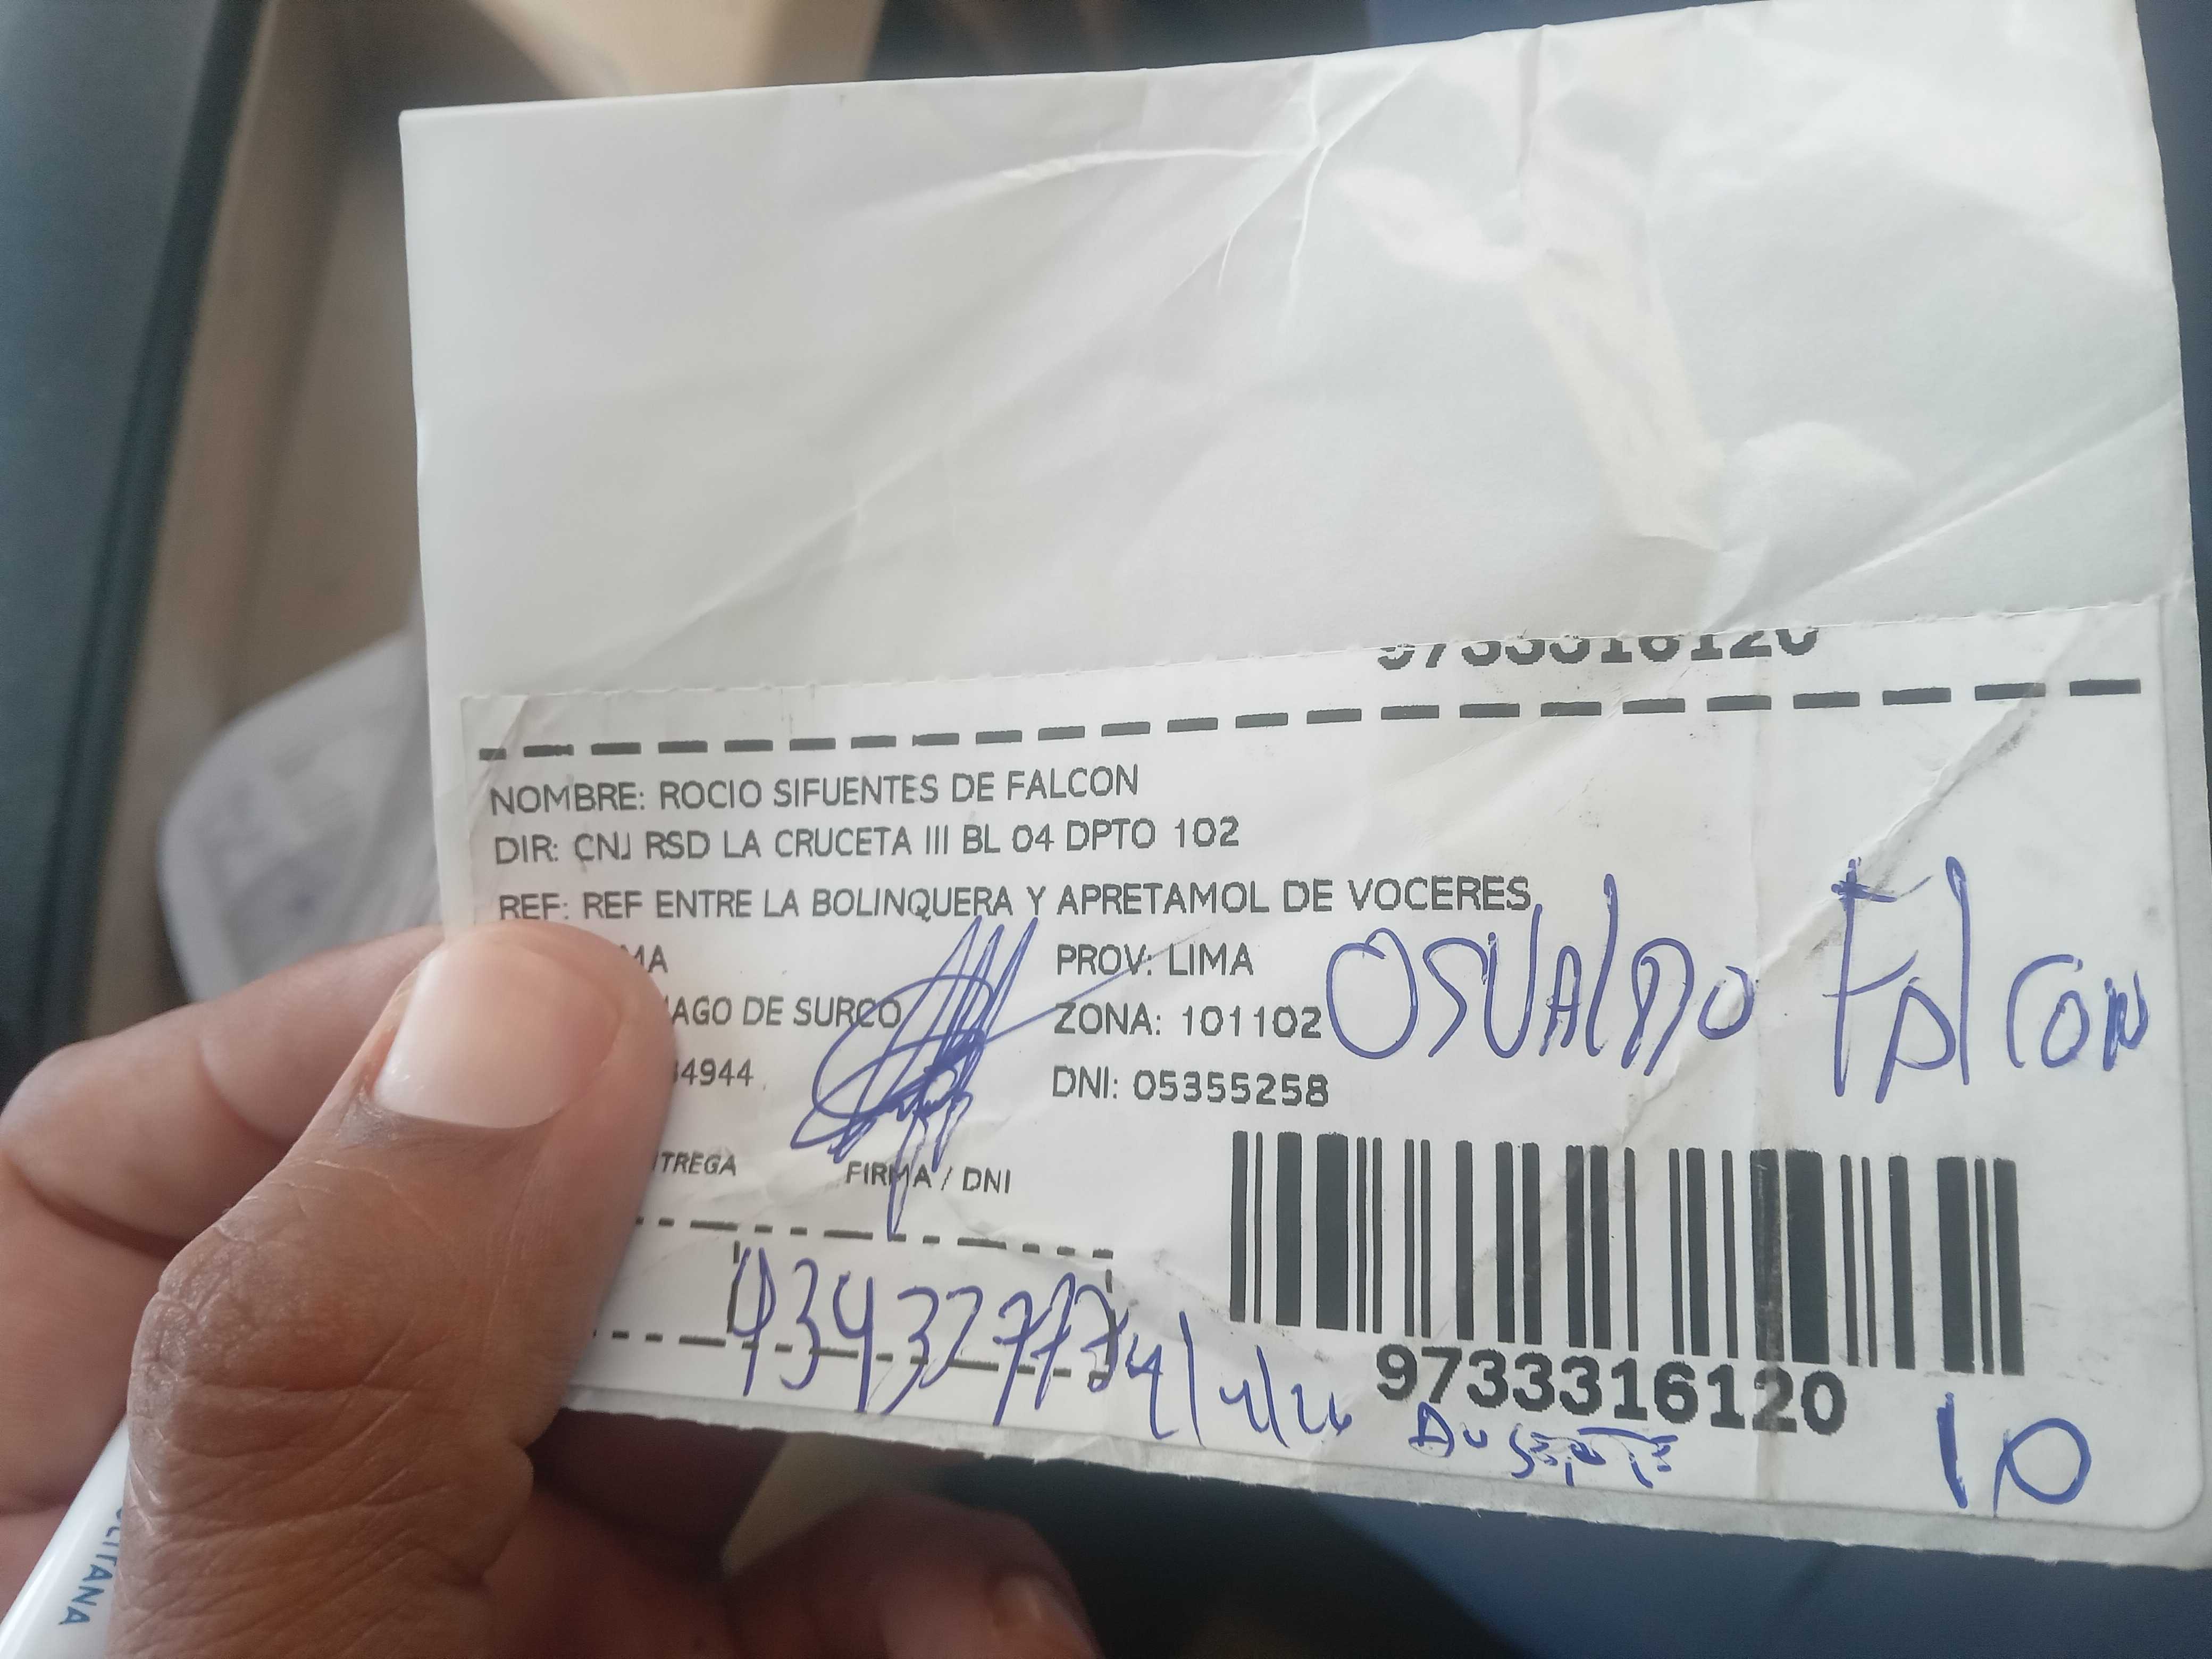 9733316120
NOMBRE: ROCIO SIFUENTES DE FALCON
DIR: CNJ RSD LA CRUCETA III BL 04 DPTO 102
REF: REF ENTRE LA BOLINQUERA Y APRETAMOL DE VOCERES,
MA PROV: LIMA
AGO DE SURCO ZONA: 101102
OSVALDO FALCON
4944 DNI: 05355258
TREGA FIRMA / DNI
9733316120
10